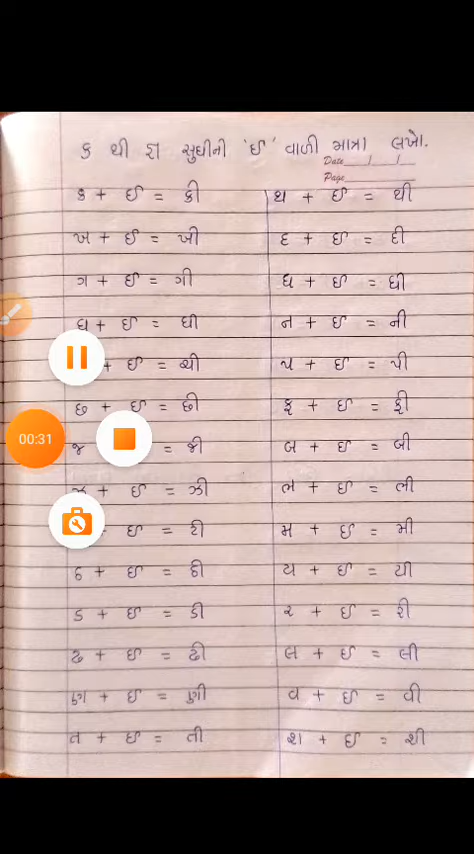 ક થી જ્ઞ સુધીની 'ઈ' વાળી માત્રા લખો.
Date / /
Page
ક + ઈ = કી
ખ + ઈ = ખી
ગ + ઈ = ગી
ઘ + ઈ = ઘી
+ ઈ = ચી
છ + ઈ = છી
00:31
જ = જી
ઝ + ઈ = ઝી
+ ઈ = ટી
ઠ + ઈ = ઠી
ડ + ઈ = ડી
ઢ + ઈ = ઢી
ણ + ઈ = ણી
ત + ઈ = તી
થ + ઈ = થી
દ + ઈ = દી
ધ + ઈ = ધી
ન + ઈ = ની
પ + ઈ = પી
ફ + ઈ = ફી
બ + ઈ = બી
ભ + ઈ = ભી
મ + ઈ = મી
ય + ઈ = યી
ર + ઈ = રી
લ + ઈ = લી
વ + ઈ = વી
શ + ઈ = શી